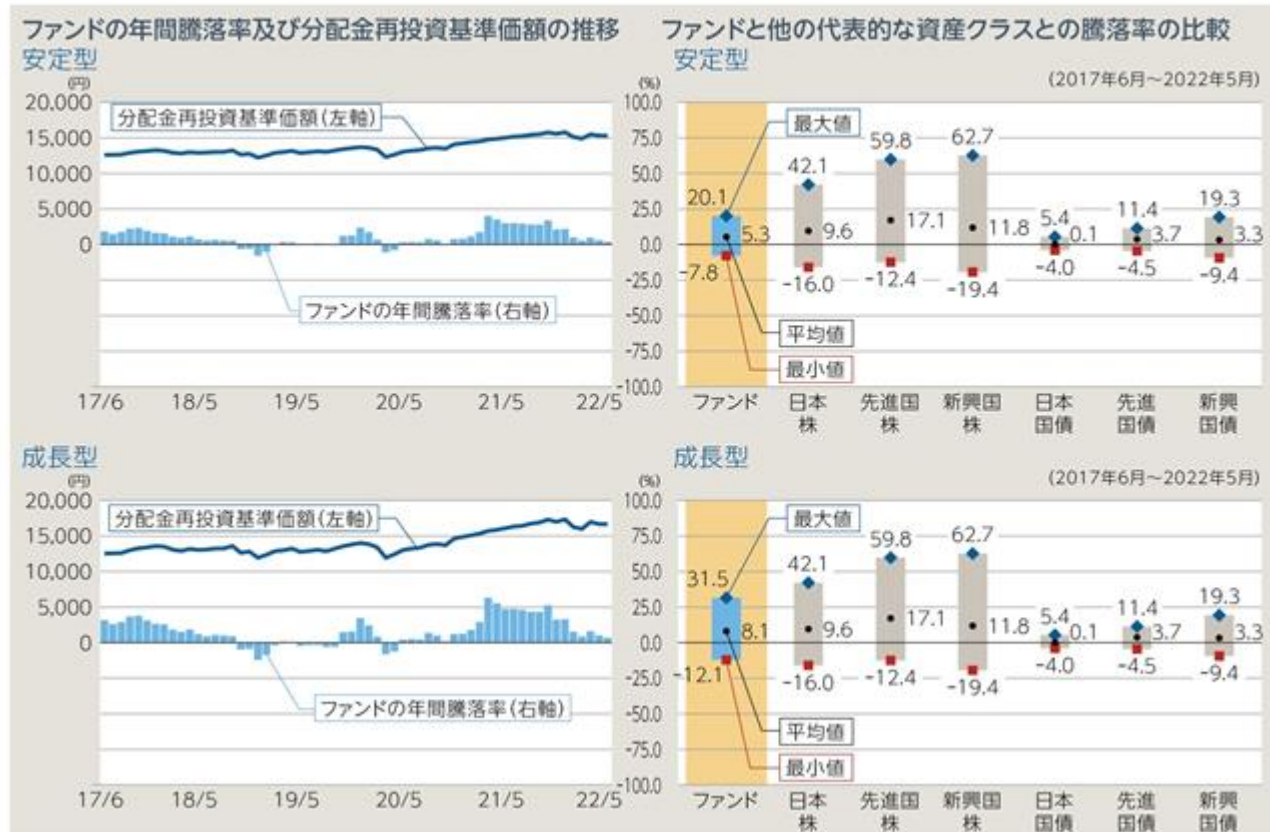 ファンドの年間騰落率及び分配金再投資基準価額の推移
安定型
(円)
20,000
15,000
10,000
5,000
0
分配金再投資基準価額(左軸)
ファンドの年間騰落率(右軸)
(%)
100.0
75.0
50.0
25.0
0.0
-25.0
-50.0
-75.0
-100.0
17/6 18/5 19/5 20/5 21/5 22/5
ファンドと他の代表的な資産クラスとの騰落率の比較
安定型
(2017年6月~2022年5月)
最大値
20.1 42.1 59.8 62.7 5.4 11.4 19.3
5.3 9.6 17.1 11.8 0.1 3.7 3.3
-7.8 -16.0 -12.4 -19.4 -4.0 -4.5 -9.4
平均値
最小値
ファンド 日本 先進国 新興国 日本 先進 新興
株 株 株 国債 国債 国債
成長型
(円)
20,000
15,000
10,000
5,000
0
分配金再投資基準価額(左軸)
ファンドの年間騰落率(右軸)
(%)
100.0
75.0
50.0
25.0
0.0
-25.0
-50.0
-75.0
-100.0
17/6 18/5 19/5 20/5 21/5 22/5
成長型
(2017年6月~2022年5月)
最大値
31.5 42.1 59.8 62.7 5.4 11.4 19.3
8.1 9.6 17.1 11.8 0.1 3.7 3.3
-12.1 -16.0 -12.4 -19.4 -4.0 -4.5 -9.4
平均値
最小値
ファンド 日本 先進国 新興国 日本 先進 新興
株 株 株 国債 国債 国債